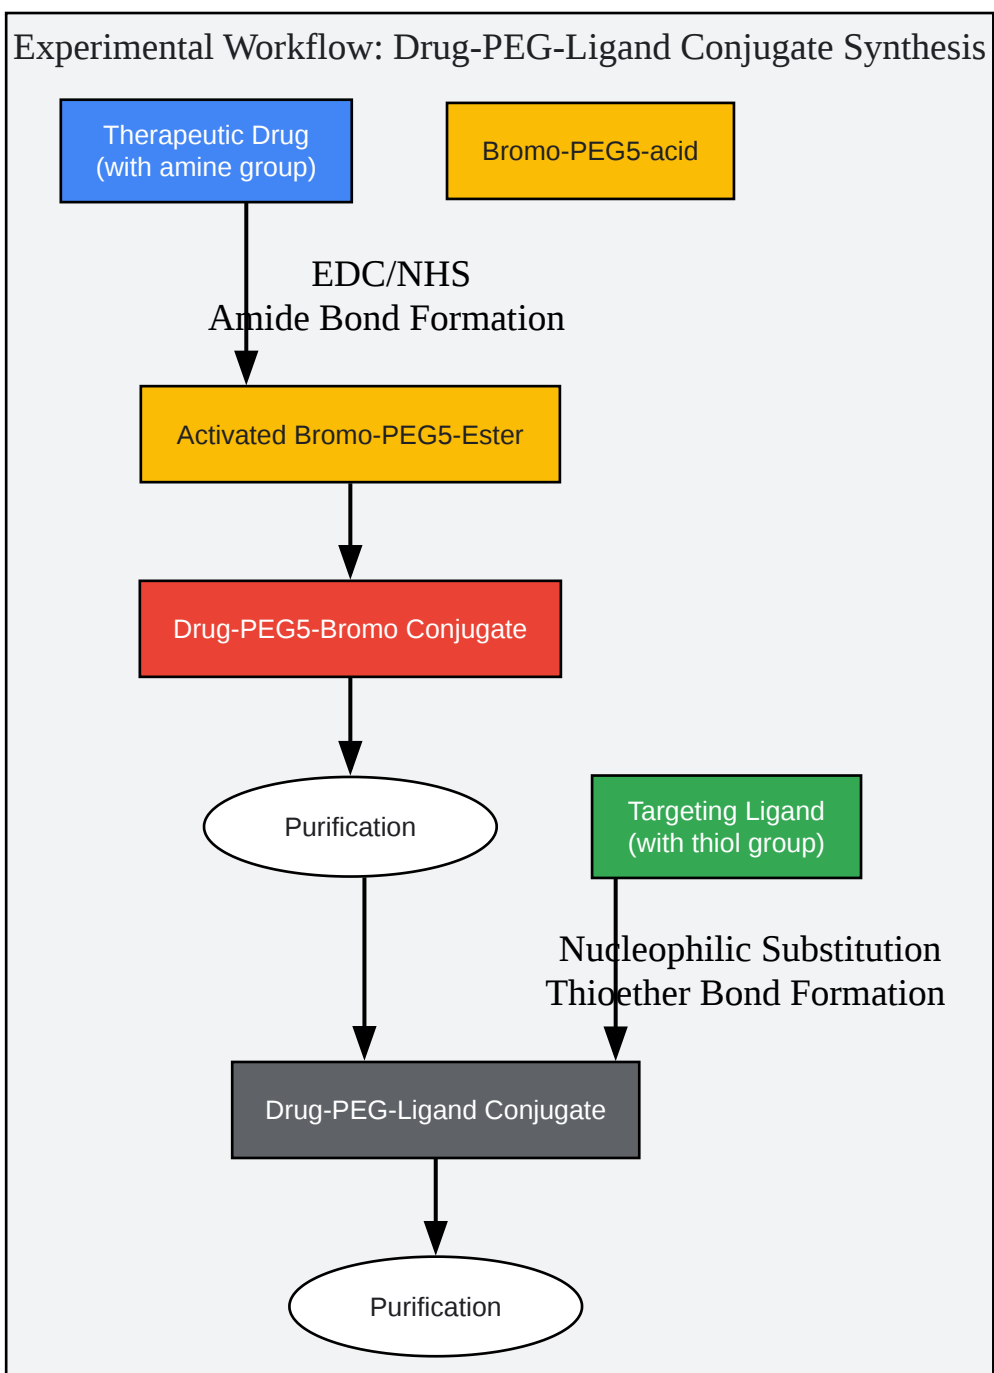 Experimental Workflow: Drug-PEG-Ligand Conjugate Synthesis
Therapeutic Drug
(with amine group)
Bromo-PEG5-acid
EDC/NHS
Amide Bond Formation
Activated Bromo-PEG5-Ester
Drug-PEG5-Bromo Conjugate
Purification
Targeting Ligand
(with thiol group)
Nucleophilic Substitution
Thioether Bond Formation
Drug-PEG-Ligand Conjugate
Purification